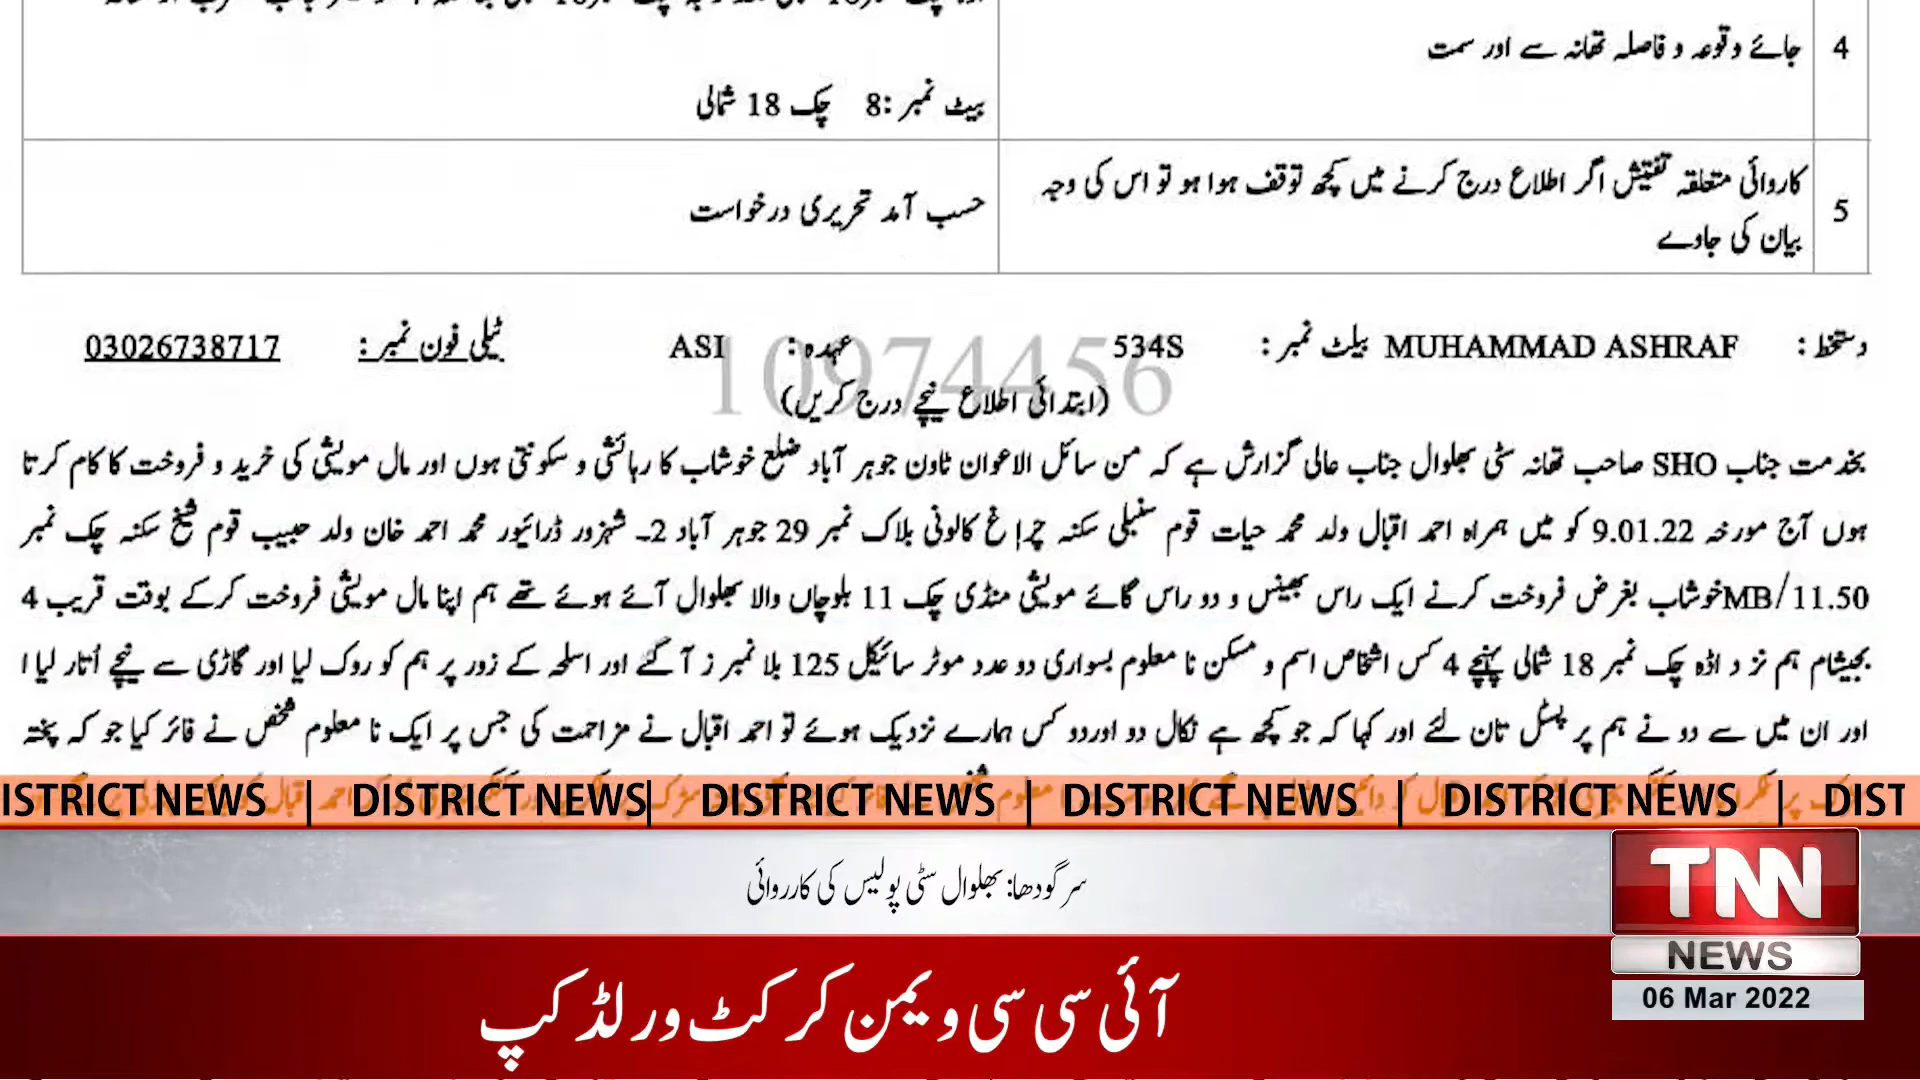 4 جائے وقوعہ و فاصلہ تھانہ سے اور سمت
بیٹ نمبر :8 چک 18 شمالی
5 کاروائی متعلقہ تفتیش اگر اطلاع درج کرنے میں کچھ توقف ہوا ہو تو اس کی وجہ
بیان کی جاوے
حسب آمد تحریری درخواست
دستخط : MUHAMMAD ASHRAF بیلٹ نمبر : 534S عہدہ : ASI ٹیلی فون نمبر : 03026738717
10974456
(ابتدائی اطلاع نیچے درج کریں)
بخدمت جناب SHO صاحب تھانہ سٹی بھلوال جناب عالی گزارش ہے کہ من سائل الاعوان ٹاون جوہر آباد ضلع خوشاب کا رہائشی و سکونتی ہوں اور مال مویشی کی خرید و فروخت کا کام کرتا
ہوں آج مورخہ 9.01.22 کو میں ہمراہ احمد اقبال ولد محمد حیات قوم سنبلی سکنہ چراغ کالونی بلاک نمبر 29 جوہر آباد 2۔ شہزور ڈرائیور محمد احمد خان ولد حبیب قوم شیخ سکنہ چک نمبر
50.11/MBخوشاب بغرض فروخت کرنے ایک راس بھینس و دو راس گائے مویشی منڈی چک 11 بلوچاں والا بھلوال آئے ہوئے تھے ہم اپنا مال مویشی فروخت کرکے بوقت قریب 4
بجیشام ہم نزد اڈہ چک نمبر 18 شمالی پہنچے 4 کس اشخاص اسم و مسکن نا معلوم بسواری دو عدد موٹر سائیکل 125 بلا نمبر ز آگئے اور اسلحہ کے زور پر ہم کو روک لیا اور گاڑی سے نیچے اُتار لیا ا
اور ان میں سے دو نے ہم پر پسٹل تان لئے اور کہا کہ جو کچھ ہے نکال دو اوردو کس ہمارے نزدیک ہوئے تو احمد اقبال نے مزاحمت کی جس پر ایک نا معلوم شخص نے فائر کیا جو کہ پختہ
ISTRICT NEWS | DISTRICT NEWS| DISTRICT NEWS | DISTRICT NEWS | DISTRICT NEWS | DIST
سرگودھا: بھلوال سٹی پولیس کی کارروائی
TNN
NEWS
06 Mar 2022
آئی سی سی ویمن کرکٹ ورلڈ کپ